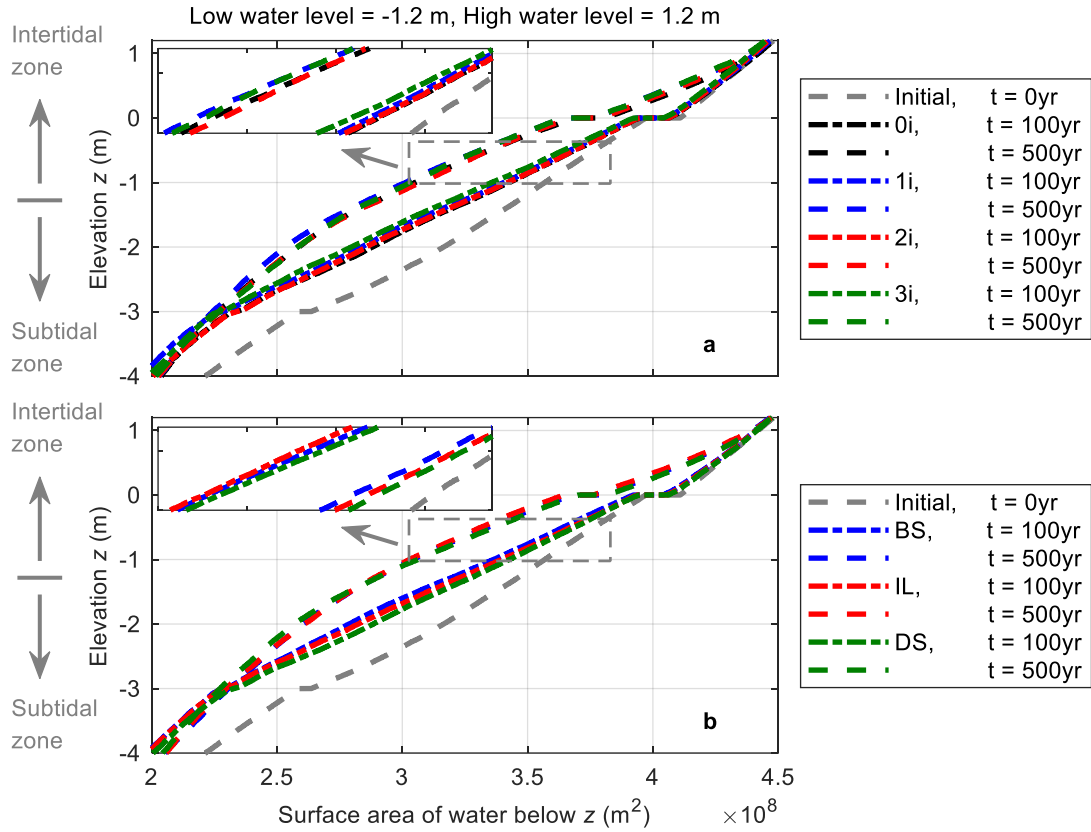 Low water level = -1.2 m, High water level = 1.2 m
Intertidal
zone
Subtidal
zone
Elevation z (m)
1
0
-1
-2
-3
-4
a
Initial, t = 0yr
0i, t = 100yr
t = 500yr
1i, t = 100yr
t = 500yr
2i, t = 100yr
t = 500yr
3i, t = 100yr
t = 500yr
Intertidal
zone
Subtidal
zone
Elevation z (m)
1
0
-1
-2
-3
-4
b
2 2.5 3 3.5 4 4.5
Surface area of water below z (m²) ×10⁸
Initial, t = 0yr
BS, t = 100yr
t = 500yr
IL, t = 100yr
t = 500yr
DS, t = 100yr
t = 500yr